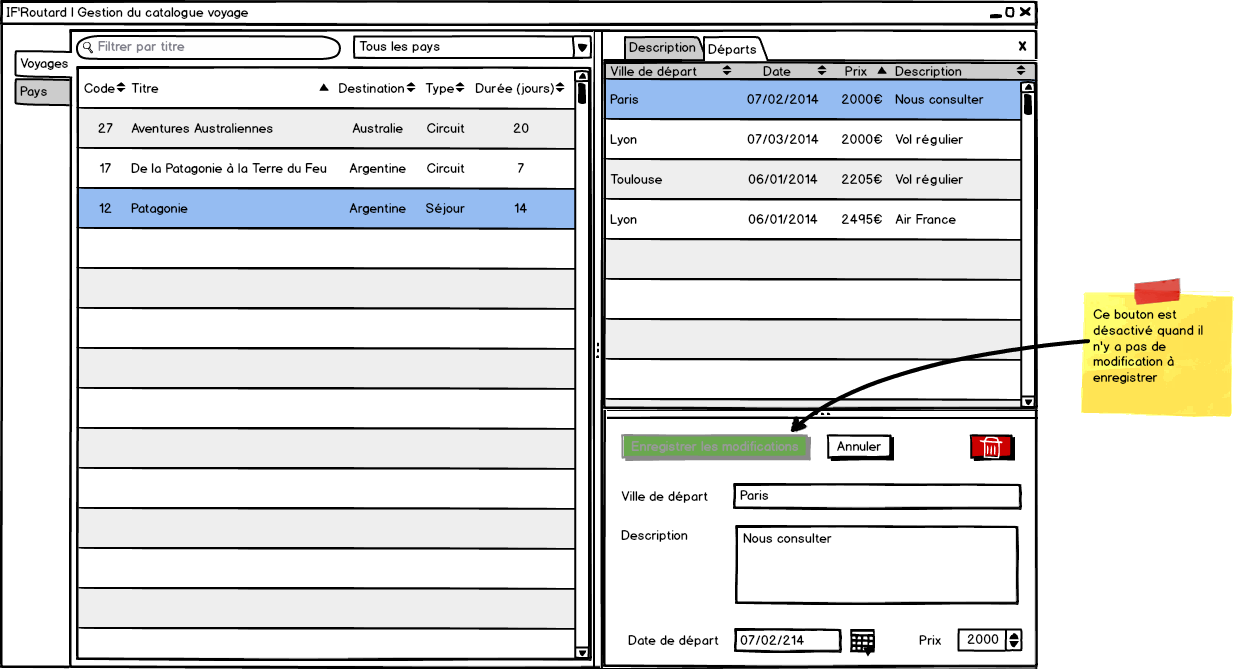 IF'Routard | Gestion du catalogue voyage
Voyages
Pays
Filtrer par titre
Tous les pays
Code Titre Destination Type Durée (jours)
27 Aventures Australiennes Australie Circuit 20
17 De la Patagonie à la Terre du Feu Argentine Circuit 7
12 Patagonie Argentine Séjour 14
Description Départs x
Ville de départ Date Prix Description
Paris 07/02/2014 2000€ Nous consulter
Lyon 07/03/2014 2000€ Vol régulier
Toulouse 06/01/2014 2205€ Vol régulier
Lyon 06/01/2014 2495€ Air France
Enregistrer les modifications Annuler
Ville de départ Paris
Description Nous consulter
Date de départ 07/02/214 Prix 2000
Ce bouton est
désactivé quand il
n'y a pas de
modification à
enregistrer